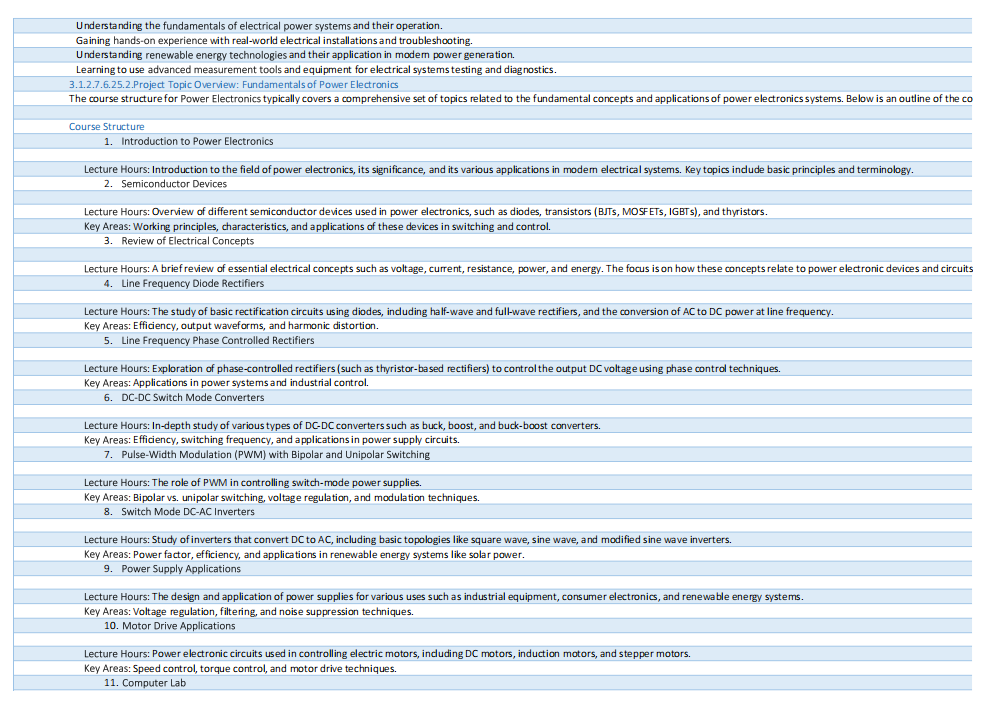 Understanding the fundamentals of electrical power systems and their operation.
Gaining hands-on experience with real-world electrical installations and troubleshooting.
Understanding renewable energy technologies and their application in modern power generation.
Learning to use advanced measurement tools and equipment for electrical systems testing and diagnostics.
3.1.2.7.6.25.2.Project Topic Overview: Fundamentals of Power Electronics
The course structure for Power Electronics typically covers a comprehensive set of topics related to the fundamental concepts and applications of power electronics systems. Below is an outline of the co
Course Structure
1. Introduction to Power Electronics
Lecture Hours: Introduction to the field of power electronics, its significance, and its various applications in modern electrical systems. Key topics include basic principles and terminology.
2. Semiconductor Devices
Lecture Hours: Overview of different semiconductor devices used in power electronics, such as diodes, transistors (BJTs, MOSFETs, IGBTs), and thyristors.
Key Areas: Working principles, characteristics, and applications of these devices in switching and control.
3. Review of Electrical Concepts
Lecture Hours: A brief review of essential electrical concepts such as voltage, current, resistance, power, and energy. The focus is on how these concepts relate to power electronic devices and circuits
4. Line Frequency Diode Rectifiers
Lecture Hours: The study of basic rectification circuits using diodes, including half-wave and full-wave rectifiers, and the conversion of AC to DC power at line frequency.
Key Areas: Efficiency, output waveforms, and harmonic distortion.
5. Line Frequency Phase Controlled Rectifiers
Lecture Hours: Exploration of phase-controlled rectifiers (such as thyristor-based rectifiers) to control the output DC voltage using phase control techniques.
Key Areas: Applications in power systems and industrial control.
6. DC-DC Switch Mode Converters
Lecture Hours: In-depth study of various types of DC-DC converters such as buck, boost, and buck-boost converters.
Key Areas: Efficiency, switching frequency, and applications in power supply circuits.
7. Pulse-Width Modulation (PWM) with Bipolar and Unipolar Switching
Lecture Hours: The role of PWM in controlling switch-mode power supplies.
Key Areas: Bipolar vs. unipolar switching, voltage regulation, and modulation techniques.
8. Switch Mode DC-AC Inverters
Lecture Hours: Study of inverters that convert DC to AC, including basic topologies like square wave, sine wave, and modified sine wave inverters.
Key Areas: Power factor, efficiency, and applications in renewable energy systems like solar power.
9. Power Supply Applications
Lecture Hours: The design and application of power supplies for various uses such as industrial equipment, consumer electronics, and renewable energy systems.
Key Areas: Voltage regulation, filtering, and noise suppression techniques.
10. Motor Drive Applications
Lecture Hours: Power electronic circuits used in controlling electric motors, including DC motors, induction motors, and stepper motors.
Key Areas: Speed control, torque control, and motor drive techniques.
11. Computer Lab